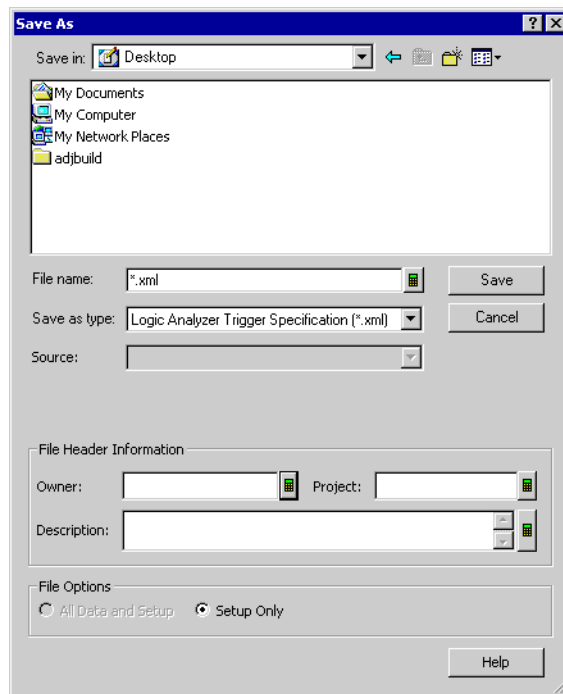 Save As
Save in: Desktop
My Documents
My Computer
My Network Places
adjbuild
File name: *.xml Save
Save as type: Logic Analyzer Trigger Specification (*.xml) Cancel
Source:
File Header Information
Owner: Project:
Description:
File Options
All Data and Setup Setup Only
Help